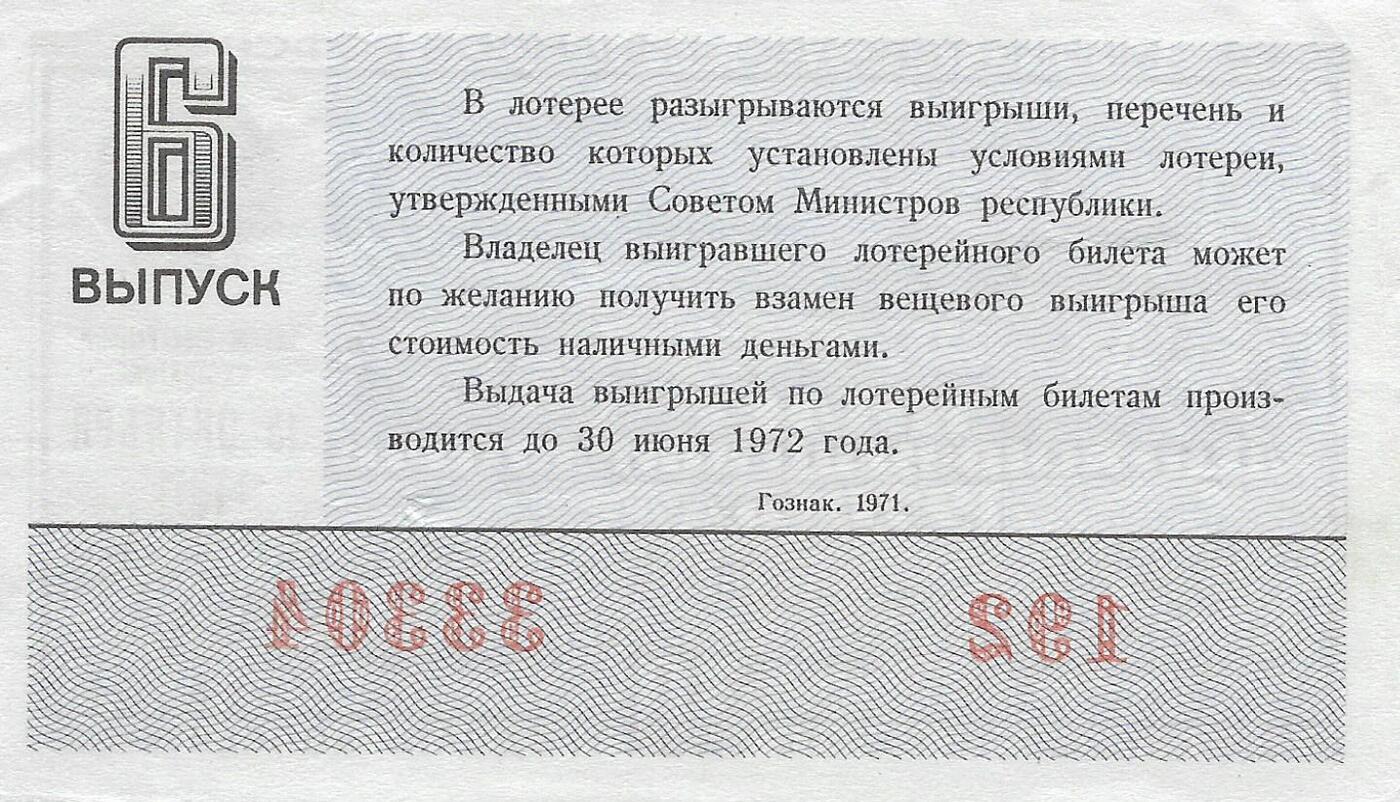 6
ВЫПУСК
В лотерее разыгрываются выигрыши, перечень и
количество которых установлены условиями лотереи,
утвержденными Советом Министров республики.
Владелец выигравшего лотерейного билета может
по желанию получить взамен вещевого выигрыша его
стоимость наличными деньгами.
Выдача выигрышей по лотерейным билетам произ-
водится до 30 июня 1972 года.
Гознак. 1971.
33304
192